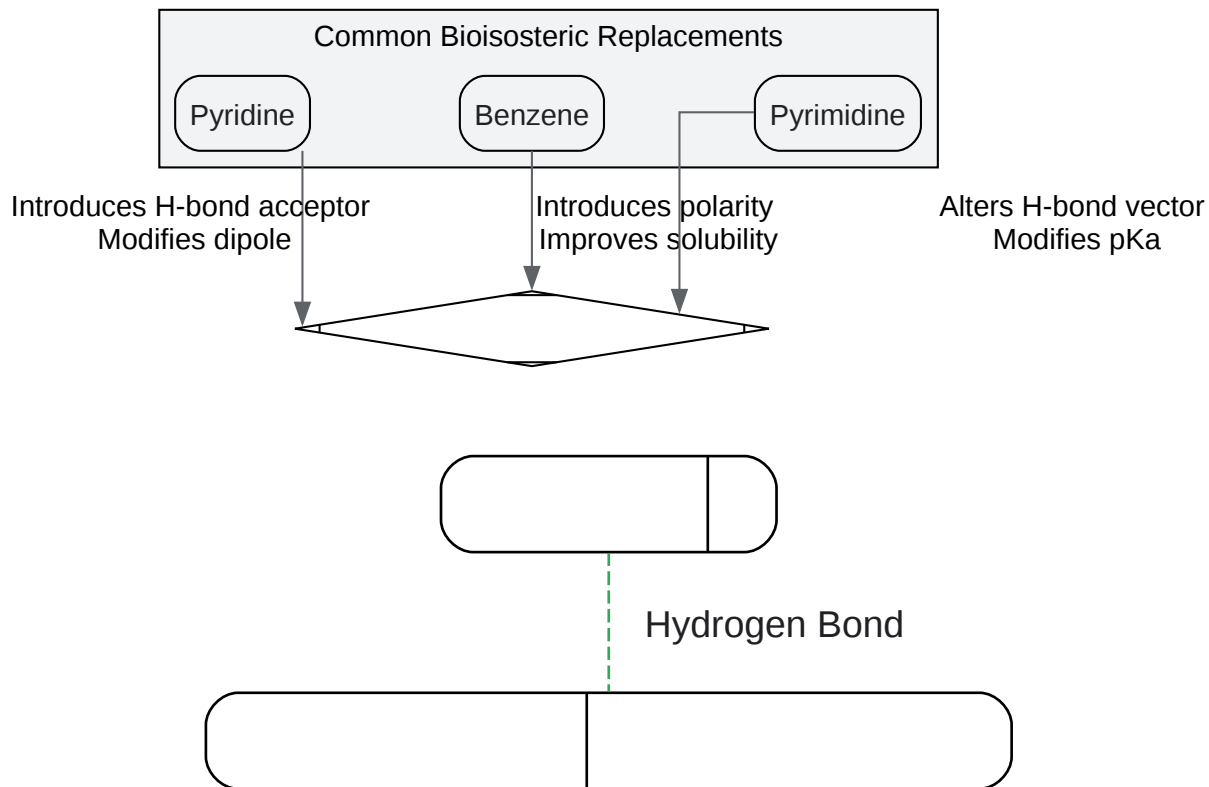 Common Bioisosteric Replacements
Pyridine
Benzene
Pyrimidine
Introduces H-bond acceptor
Modifies dipole
Introduces polarity
Improves solubility
Alters H-bond vector
Modifies pKa
Hydrogen Bond